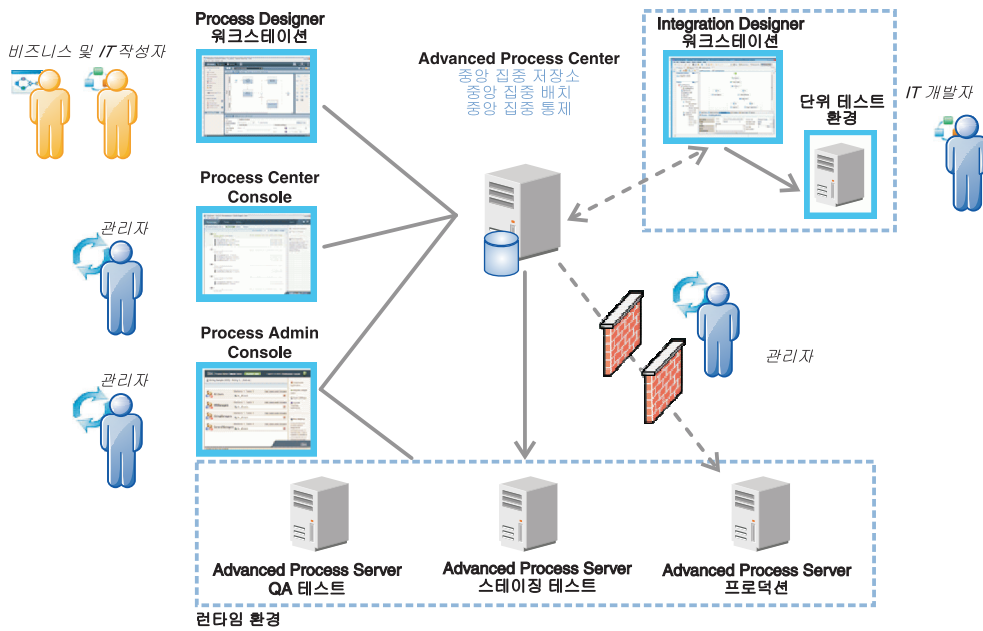 비즈니스 및 IT 작성자
Process Designer
워크스테이션
Advanced Process Center
중앙 집중 저장소
중앙 집중 배치
중앙 집중 통제
Integration Designer
워크스테이션
단위 테스트
환경
IT 개발자
Process Center
Console
관리자
Process Admin
Console
관리자
관리자
Advanced Process Server
QA 테스트
Advanced Process Server
스테이징 테스트
Advanced Process Server
프로덕션
런타임 환경